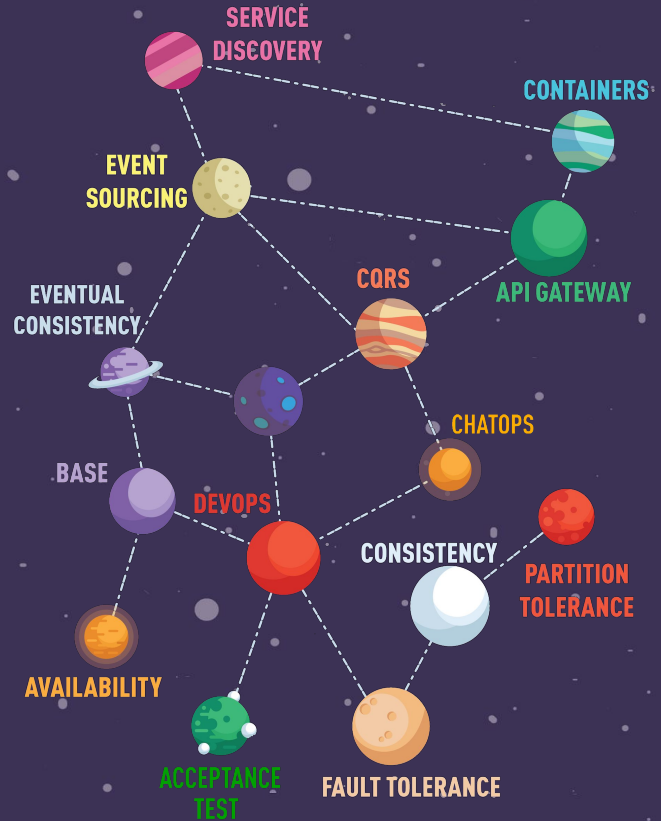 SERVICE
DISCOVERY
CONTAINERS
EVENT
SOURCING
CQRS
API GATEWAY
EVENTUAL
CONSISTENCY
CHATOPS
BASE
DEVOPS
CONSISTENCY
PARTITION
TOLERANCE
AVAILABILITY
ACCEPTANCE
TEST
FAULT TOLERANCE